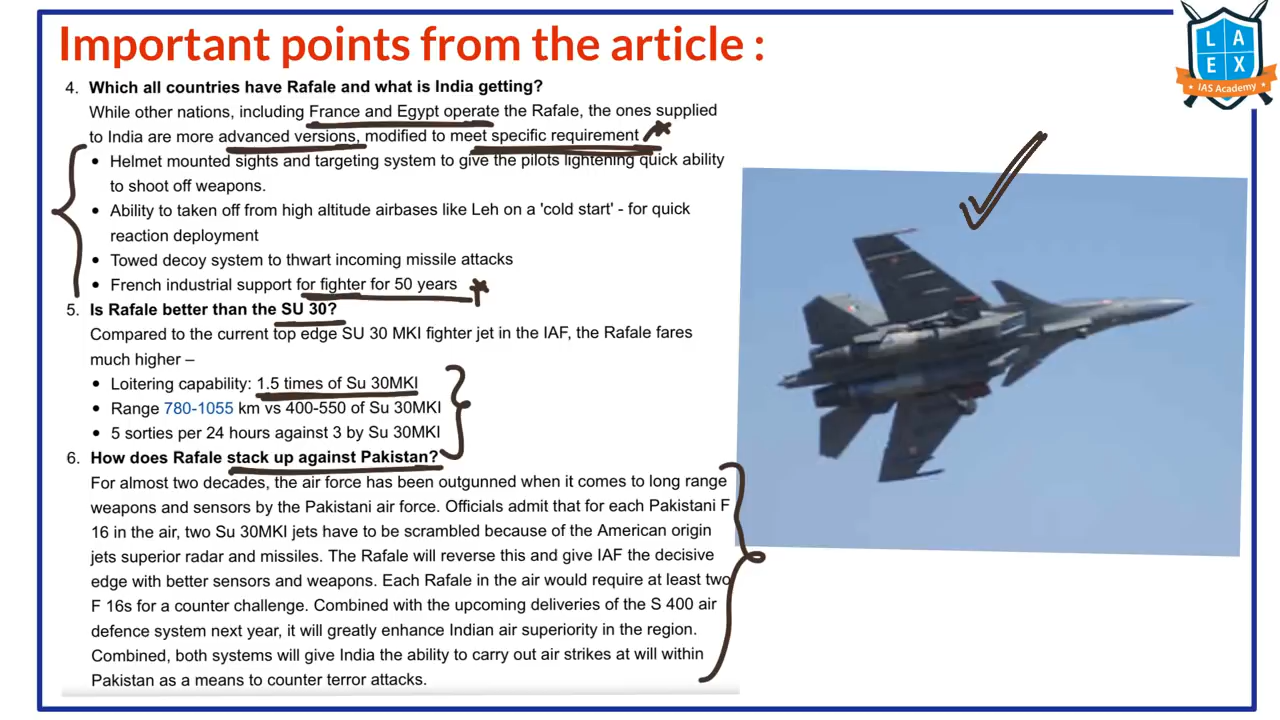 Important points from the article :
L A
E X
IAS Academy
4. Which all countries have Rafale and what is India getting?
While other nations, including France and Egypt operate the Rafale, the ones supplied
to India are more advanced versions, modified to meet specific requirement
• Helmet mounted sights and targeting system to give the pilots lightening quick ability
to shoot off weapons.
• Ability to taken off from high altitude airbases like Leh on a 'cold start' - for quick
reaction deployment
• Towed decoy system to thwart incoming missile attacks
• French industrial support for fighter for 50 years
5. Is Rafale better than the SU 30?
Compared to the current top edge SU 30 MKI fighter jet in the IAF, the Rafale fares
much higher –
• Loitering capability: 1.5 times of Su 30MKI
• Range 780-1055 km vs 400-550 of Su 30MKI
• 5 sorties per 24 hours against 3 by Su 30MKI
6. How does Rafale stack up against Pakistan?
For almost two decades, the air force has been outgunned when it comes to long range
weapons and sensors by the Pakistani air force. Officials admit that for each Pakistani F
16 in the air, two Su 30MKI jets have to be scrambled because of the American origin
jets superior radar and missiles. The Rafale will reverse this and give IAF the decisive
edge with better sensors and weapons. Each Rafale in the air would require at least two
F 16s for a counter challenge. Combined with the upcoming deliveries of the S 400 air
defence system next year, it will greatly enhance Indian air superiority in the region.
Combined, both systems will give India the ability to carry out air strikes at will within
Pakistan as a means to counter terror attacks.